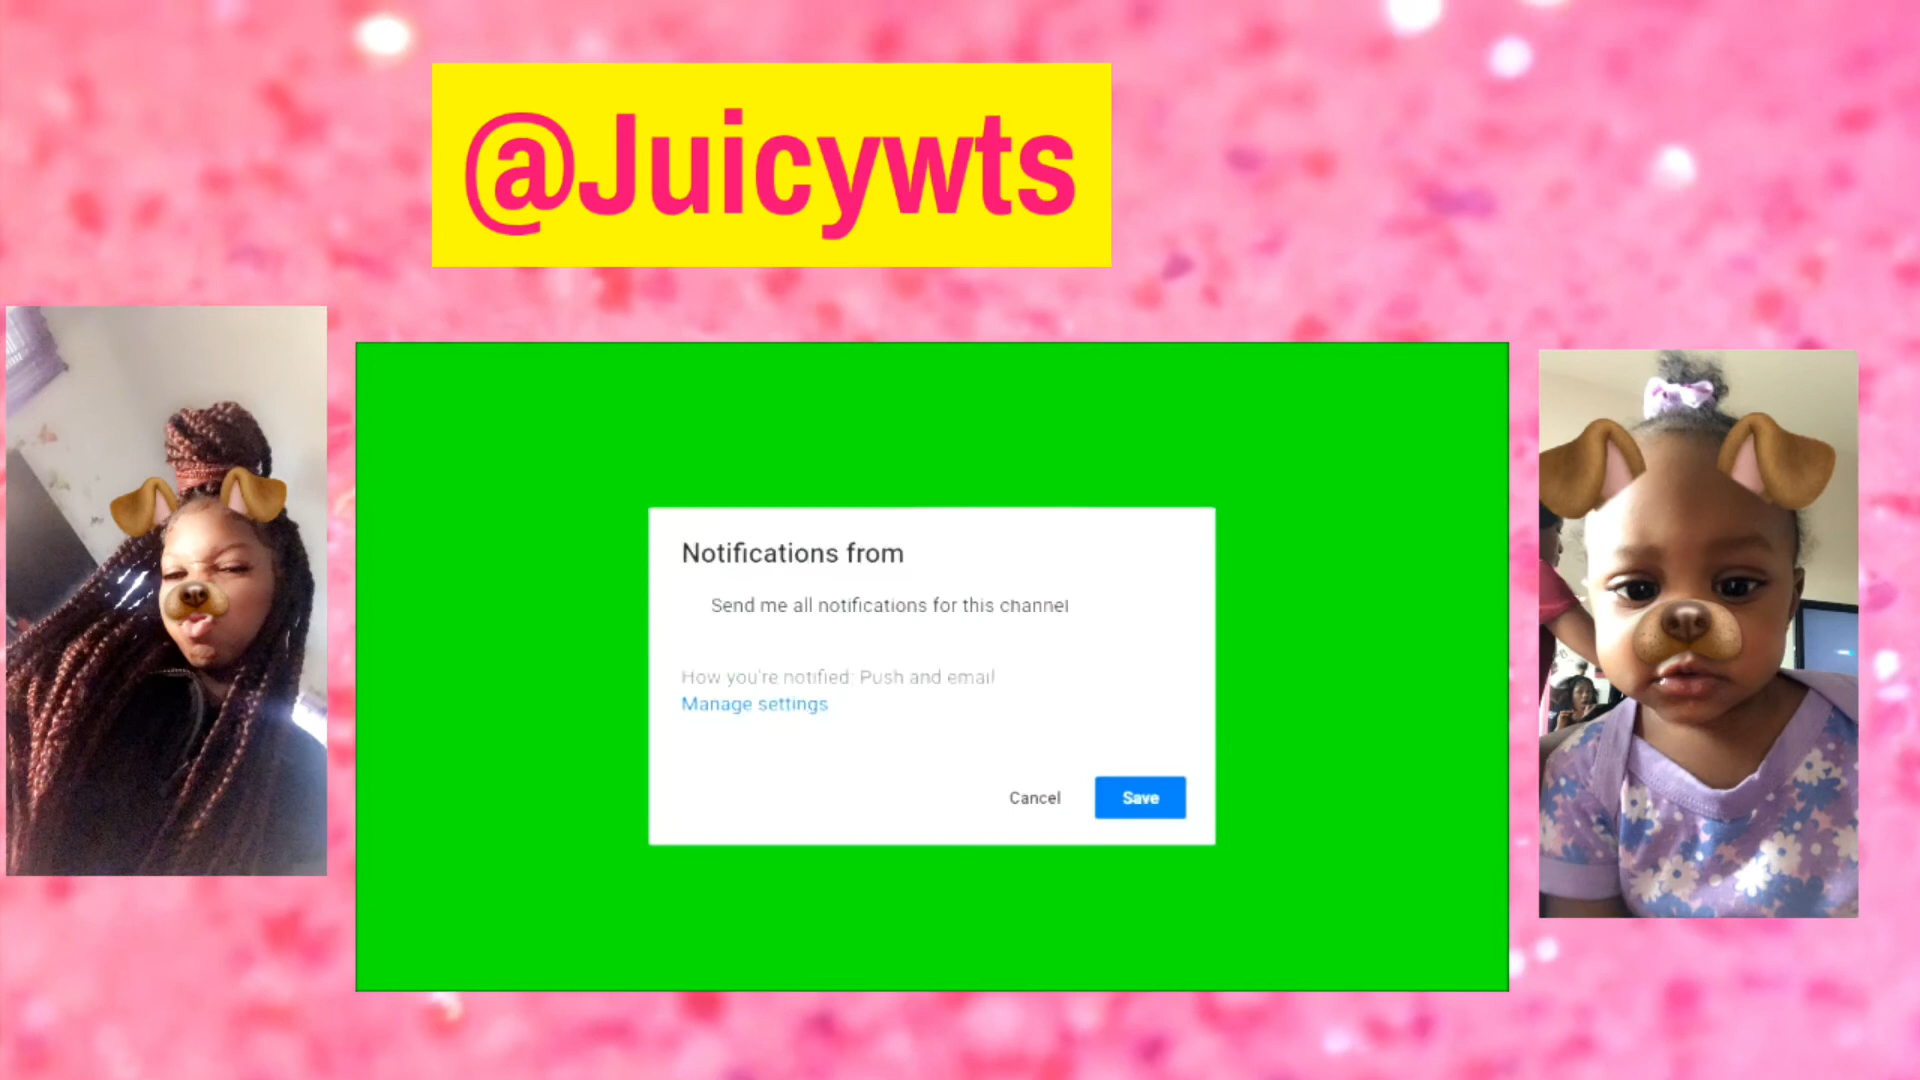 @Juicywts
Notifications from
Send me all notifications for this channel
How you're notified: Push and email
Manage settings
Cancel
Save